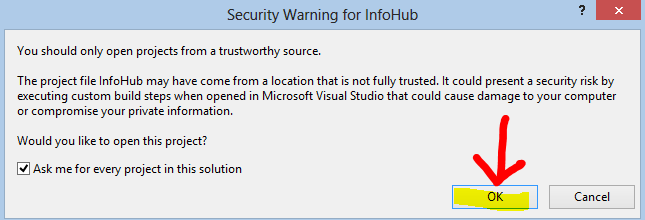 Security Warning for InfoHub
?
You should only open projects from a trustworthy source.
The project file InfoHub may have come from a location that is not fully trusted. It could present a security risk by
executing custom build steps when opened in Microsoft Visual Studio that could cause damage to your computer
or compromise your private information.
Would you like to open this project?
Ask me for every project in this solution
OK
Cancel